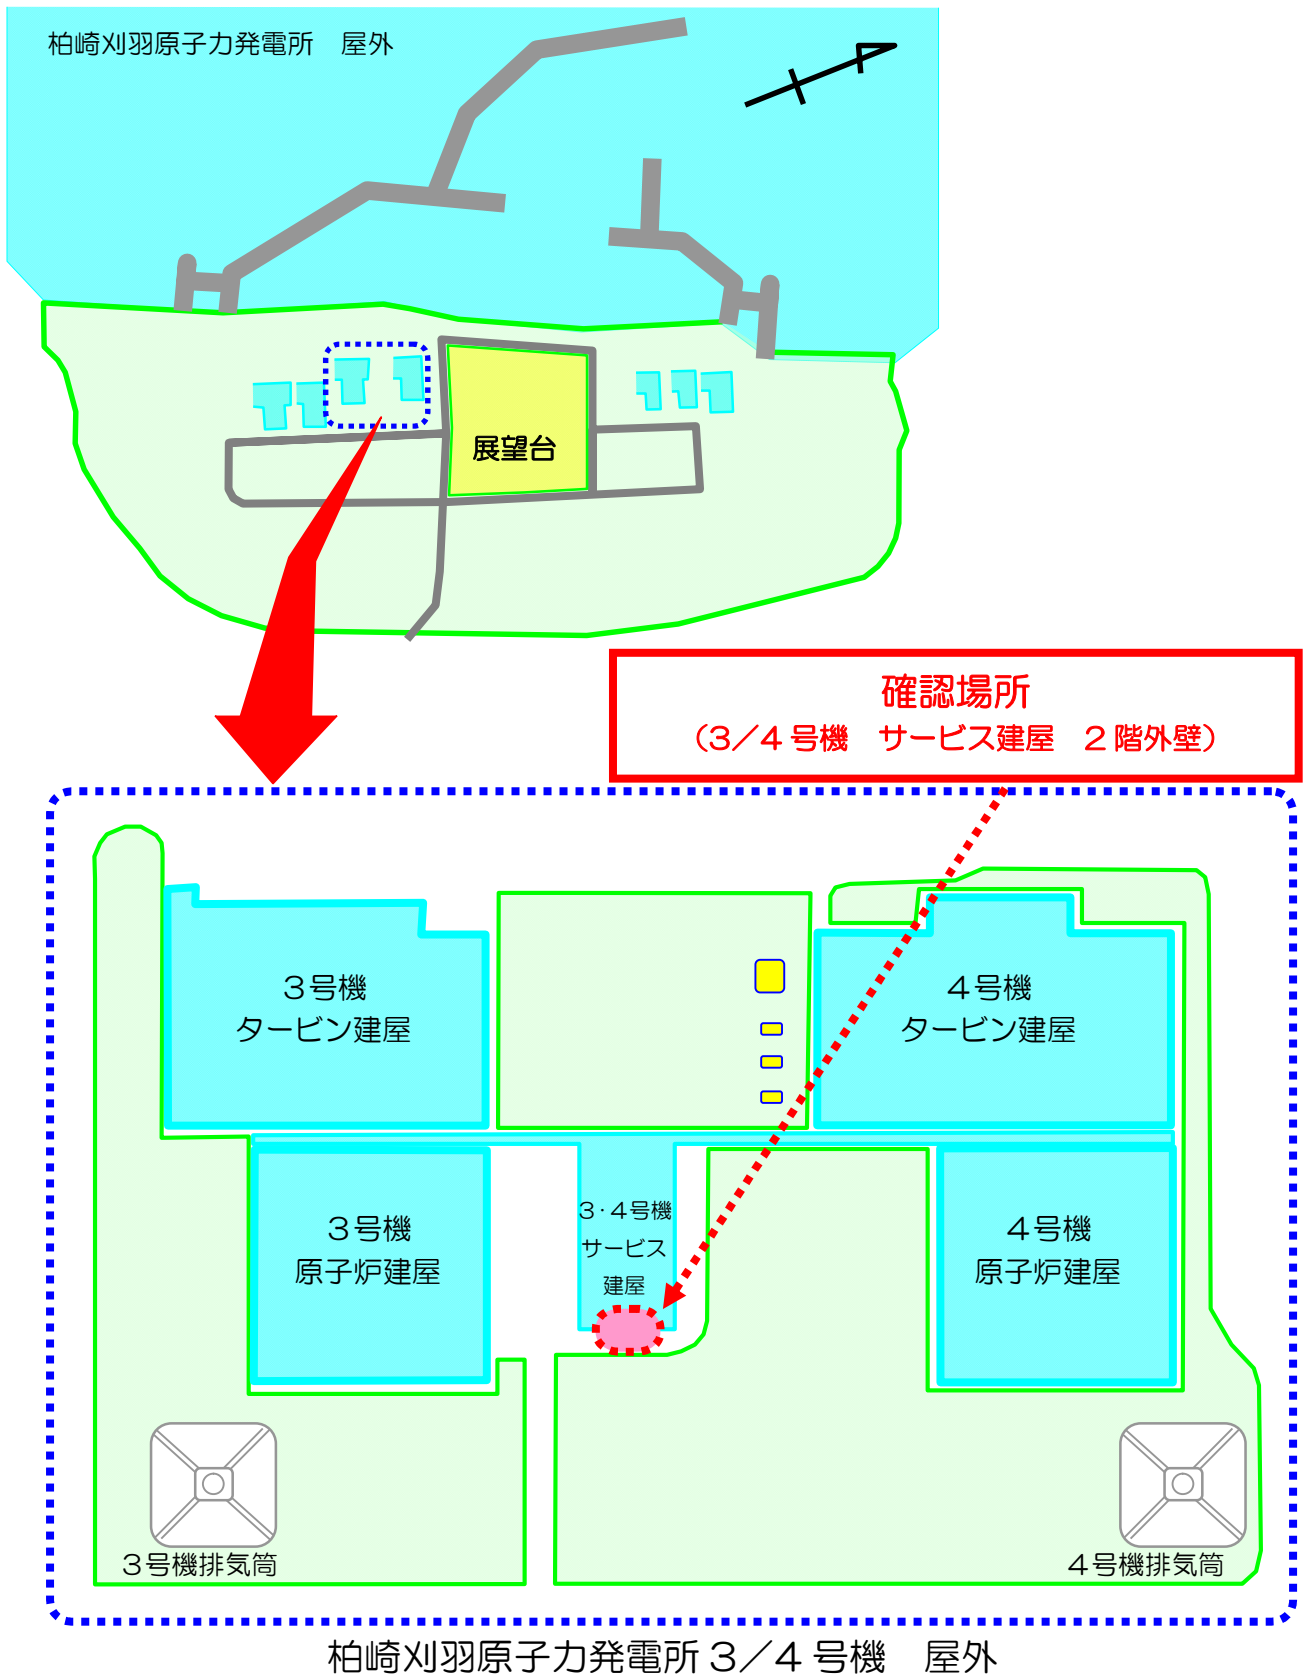 柏崎刈羽原子力発電所　屋外
展望台
確認場所
（３／４号機　サービス建屋　２階外壁）
３号機
タービン建屋
４号機
タービン建屋
３・４号機
サービス
建屋
３号機
原子炉建屋
４号機
原子炉建屋
３号機排気筒
４号機排気筒
柏崎刈羽原子力発電所３／４号機　屋外